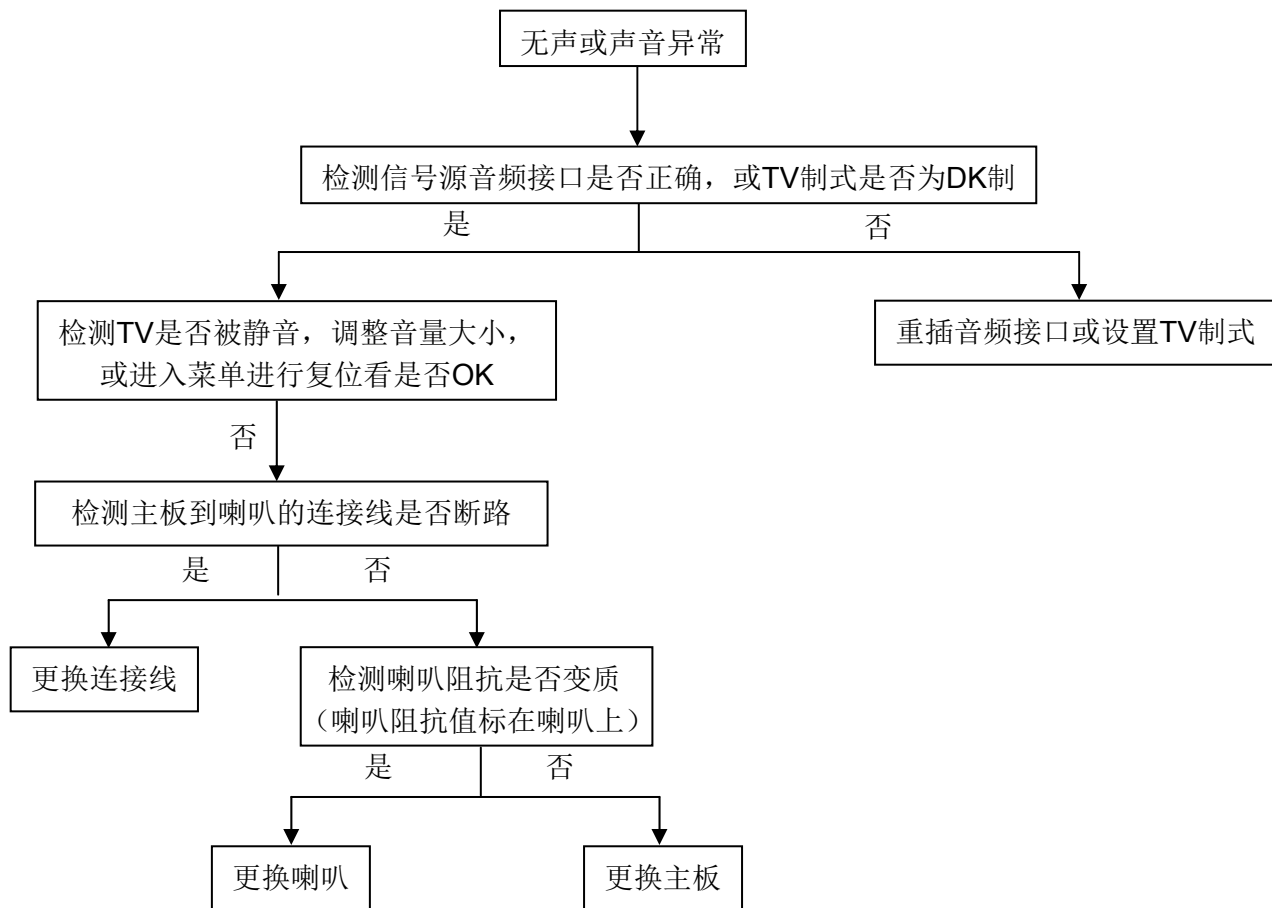 无声或声音异常
检测信号源音频接口是否正确，或TV制式是否为DK制
是
否
检测TV是否被静音，调整音量大小，
或进入菜单进行复位看是否OK
重插音频接口或设置TV制式
否
检测主板到喇叭的连接线是否断路
是
否
更换连接线
检测喇叭阻抗是否变质
（喇叭阻抗值标在喇叭上）
是
否
更换喇叭
更换主板